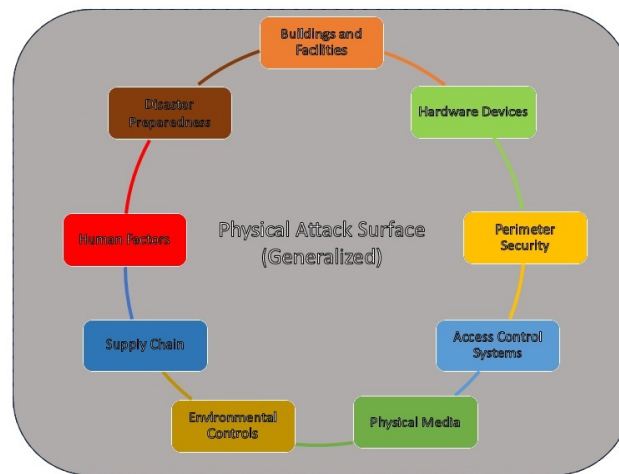 Buildings and
Facilities
Hardware Devices
Perimeter
Security
Access Control
Systems
Physical Media
Environmental
Controls
Supply Chain
Human Factors
Disaster
Preparedness
Physical Attack Surface
(Generalized)